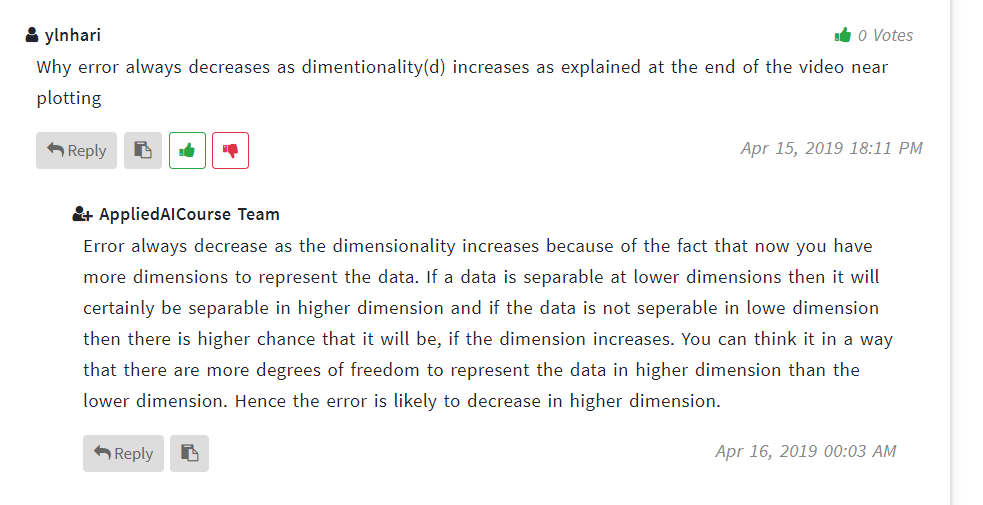 ylnhari
0 Votes
Why error always decreases as dimentionality(d) increases as explained at the end of the video near
plotting
Reply
Apr 15, 2019 18:11 PM
AppliedAICourse Team
Error always decrease as the dimensionality increases because of the fact that now you have
more dimensions to represent the data. If a data is separable at lower dimensions then it will
certainly be separable in higher dimension and if the data is not seperable in lowe dimension
then there is higher chance that it will be, if the dimension increases. You can think it in a way
that there are more degrees of freedom to represent the data in higher dimension than the
lower dimension. Hence the error is likely to decrease in higher dimension.
Reply
Apr 16, 2019 00:03 AM